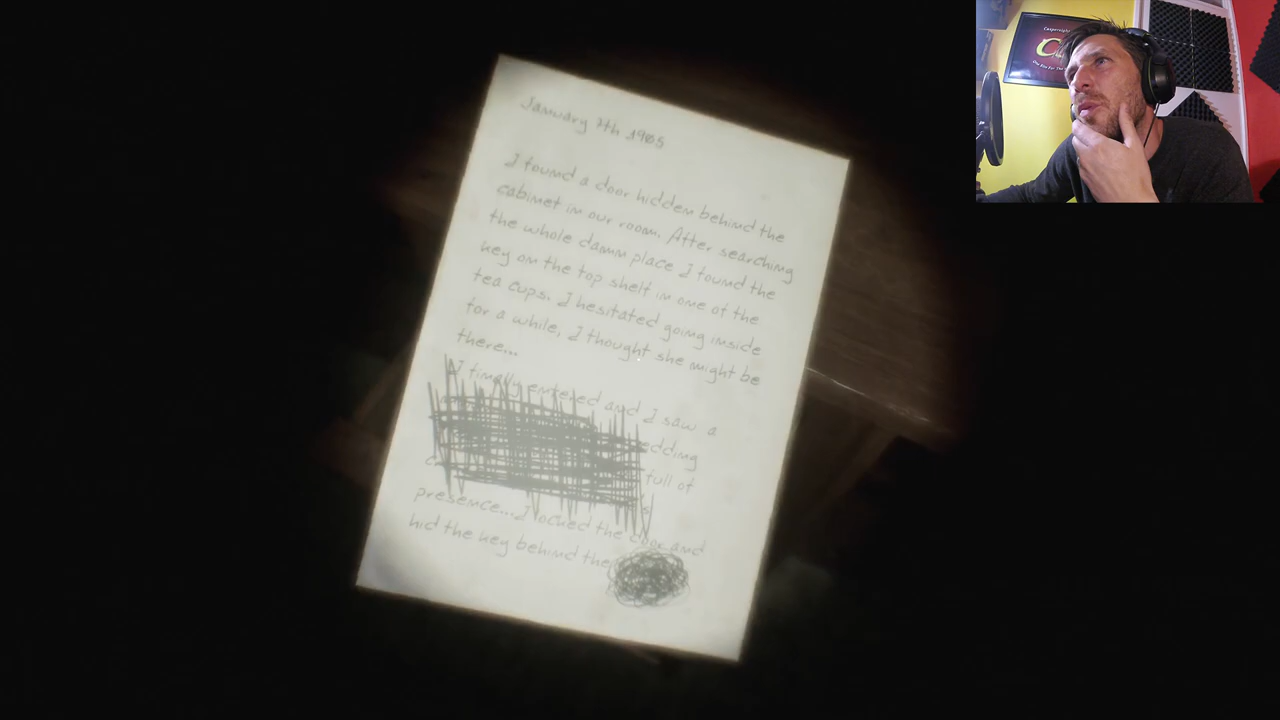 January 7th 1985
I found a door hidden behind the
cabinet in our room. After searching
the whole damn place I found the
key on the top shelf in one of the
tea cups. I hesitated going inside
for a while, I thought she might be
there...
I finally entered and I saw a
edding
full of
presence... I locked the door and
hid the key behind the